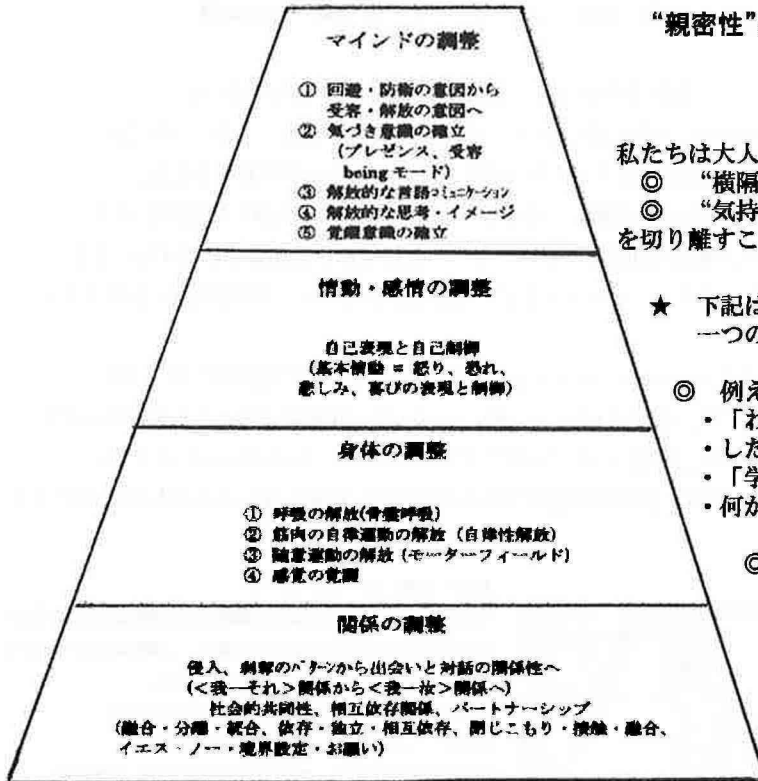 マインドの調整
① 回避・防衛の意図から
受容・解放の意図へ
② 気づき意識の確立
(プレゼンス、受容
being モード)
③ 解放的な言語コミュニケーション
④ 解放的な思考・イメージ
⑤ 覚醒意識の確立
情動・感情の調整
自己表現と自己制御
(基本情動 = 怒り、恐れ、
悲しみ、喜びの表現と制御)
身体の調整
① 呼吸の解放(骨盤呼吸)
② 筋肉の自律運動の解放 (自律性解放)
③ 随意運動の解放 (モーターフィールド)
④ 感覚の覚醒
関係の調整
侵入、剥奪のパターンから出会いと対話の関係性へ
(<我―それ>関係から<我―汝>関係へ)
社会的共同性、相互依存関係、パートナーシップ
(融合・分離・統合、依存・独立・相互依存、閉じこもり・接触・融合、
イエス・ノー・境界設定・お願い)
“親密性”
私たちは大人
◎ “横隔
◎ “気持
を切り離すこ
★ 下記は
一つの
◎ 例え
・「わ
・した
・「学
・何か
◎